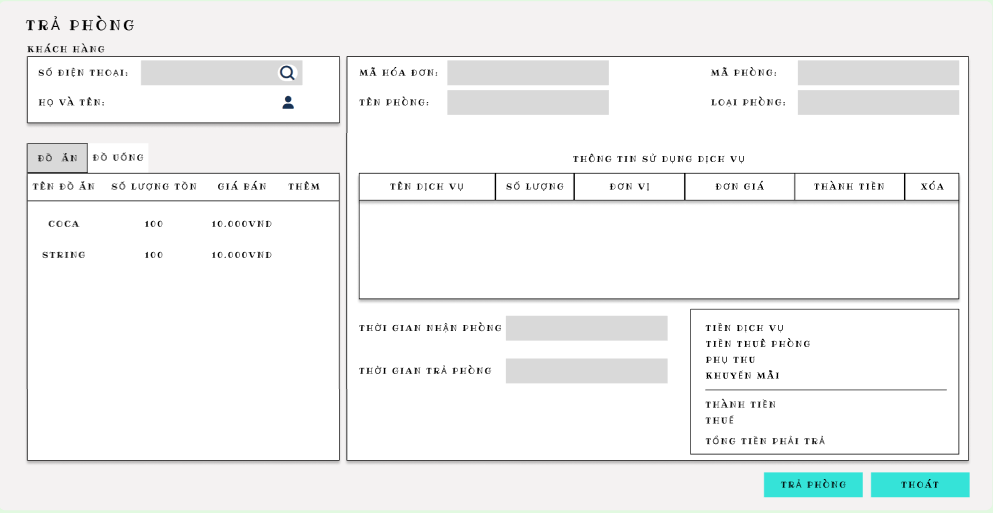 TRẢ PHÒNG
KHÁCH HÀNG
SỐ ĐIỆN THOẠI:
HỌ VÀ TÊN:
MÃ HÓA ĐƠN:
MÃ PHÒNG:
TÊN PHÒNG:
LOẠI PHÒNG:
ĐỒ ĂN
ĐỒ UỐNG
TÊN ĐỒ ĂN SỐ LƯỢNG TỒN GIÁ BÁN THÊM
COCA 100 10.000VND
STRING 100 10.000VND
THÔNG TIN SỬ DỤNG DỊCH VỤ
TÊN DỊCH VỤ SỐ LƯỢNG ĐƠN VỊ ĐƠN GIÁ THÀNH TIỀN XÓA
THỜI GIAN NHẬN PHÒNG
THỜI GIAN TRẢ PHÒNG
TIỀN DỊCH VỤ
TIỀN THUÊ PHÒNG
PHỤ THU
KHUYẾN MÃI
THÀNH TIỀN
THUẾ
TỔNG TIỀN PHẢI TRẢ
TRẢ PHÒNG
THOÁT